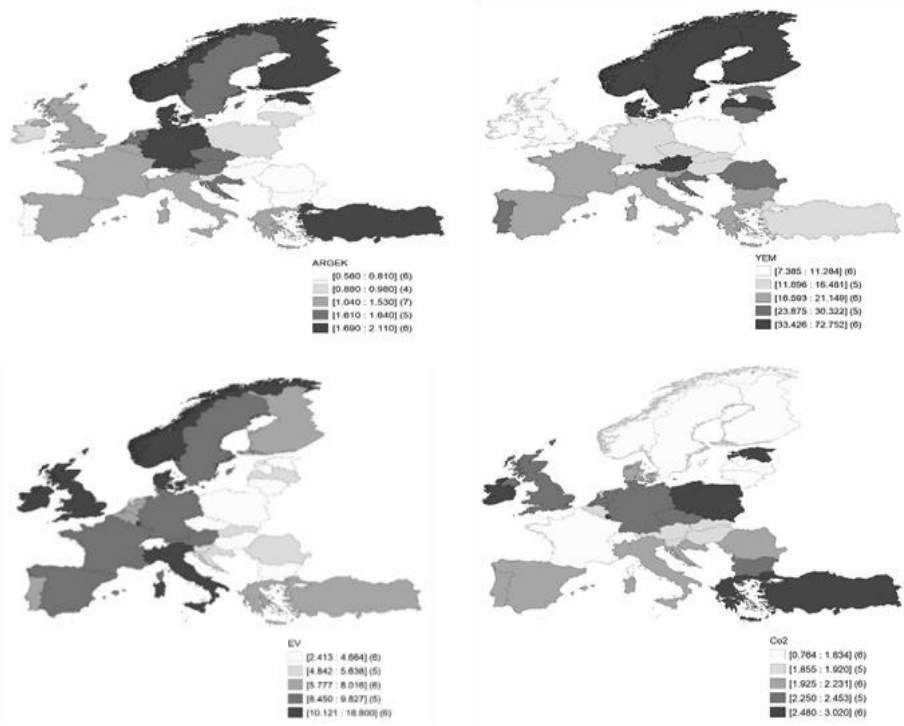 ARGEK
[0.560 : 0.810] (6)
[0.880 : 0.980] (4)
[1.040 : 1.530] (7)
[1.610 : 1.640] (5)
[1.690 : 2.110] (6)
YEM
[7.385 : 11.284] (6)
[11.896 : 16.481] (5)
[16.593 : 21.149] (6)
[23.875 : 30.322] (5)
[33.426 : 72.752] (6)
EV
[2.413 : 4.664] (6)
[4.842 : 5.638] (5)
[5.777 : 8.016] (6)
[8.450 : 9.827] (5)
[10.121 : 16.800] (6)
Co2
[0.764 : 1.834] (6)
[1.855 : 1.920] (5)
[1.925 : 2.231] (6)
[2.250 : 2.453] (5)
[2.480 : 3.020] (6)